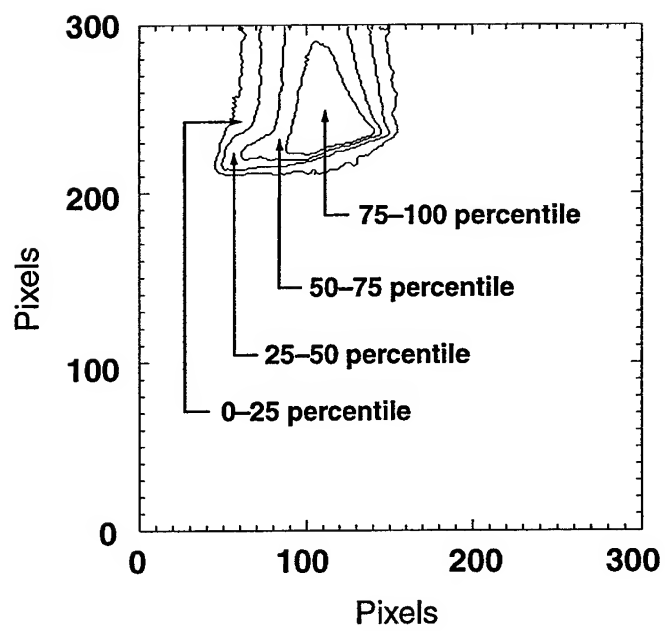 300
200
Pixels
75–100 percentile
50–75 percentile
25–50 percentile
100
0–25 percentile
0
0 100 200 300
Pixels